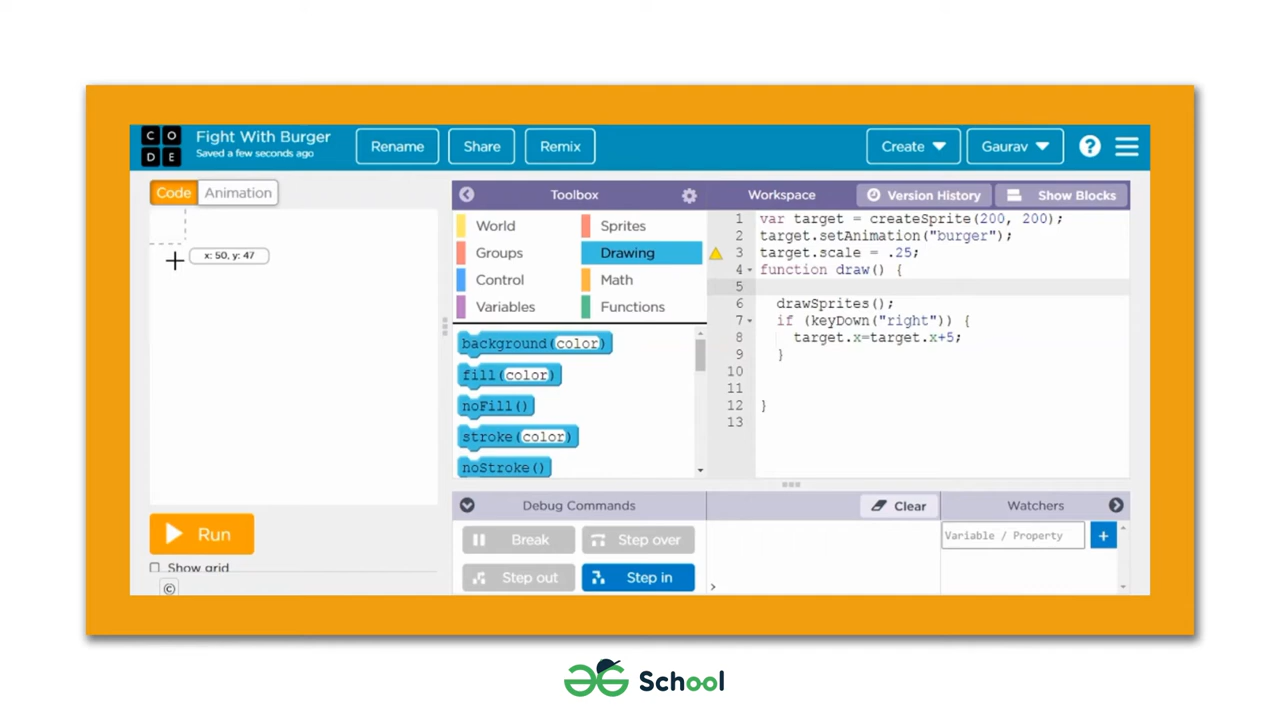 CODE
Fight With Burger
Saved a few seconds ago
Rename
Share
Remix
Create
Gaurav
?
Code
Animation
x: 50, y: 47
Run
Show grid
©
Toolbox
World
Sprites
Groups
Drawing
Control
Math
Variables
Functions
background(color)
fill(color)
noFill()
stroke(color)
noStroke()
Workspace
Version History
Show Blocks
1 var target = createSprite(200, 200);
2 target.setAnimation("burger");
3 target.scale = .25;
4 function draw() {
5
6 drawSprites();
7 if (keyDown("right")) {
8 target.x=target.x+5;
9 }
10
11
12 }
13
Debug Commands
Break
Step over
Step out
Step in
Clear
>
Watchers
Variable / Property
+
School